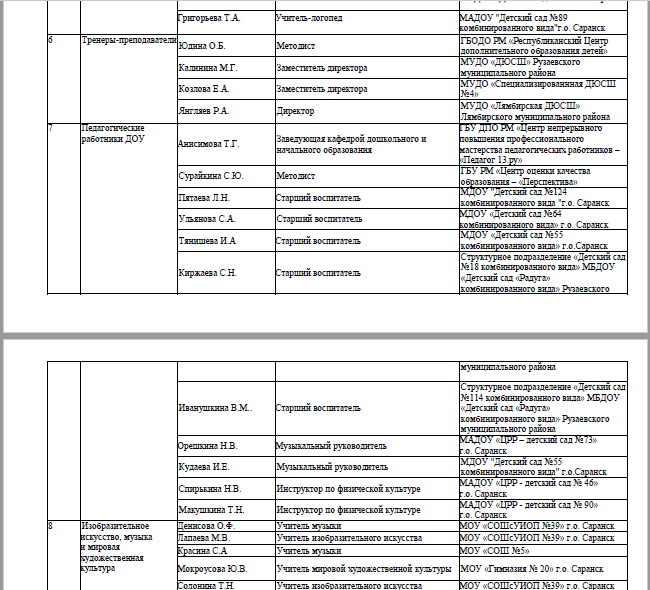 Григорьева Т.А. Учитель-логопед МАДОУ "Детский сад №89
комбинированного вида"г.о. Саранск
6 Тренеры-преподаватели Юдина О.Б. Методист ГБОДО РМ «Республиканский Центр
дополнительного образования детей»
Калинина М.Г. Заместитель директора МУДО «ДЮСШ» Рузаевского
муниципального района
Козлова Е.А. Заместитель директора МУДО «Специализированная ДЮСШ
№4»
Янгляев Р.А. Директор МУДО «Лямбирская ДЮСШ»
Лямбирского муниципального района
7 Педагогические
работники ДОУ
Анисимова Т.Г. Заведующая кафедрой дошкольного и
начального образования
ГБУ ДПО РМ «Центр непрерывного
повышения профессионального
мастерства педагогических работников –
«Педагог 13.ру»
Сурайкина С.Ю. Методист ГБУ РМ «Центр оценки качества
образования – «Перспектива»
Пятаева Л.Н. Старший воспитатель МДОУ "Детский сад №124
комбинированного вида "г.о. Саранск
Ульянова С.А. Старший воспитатель МДОУ «Детский сад №64
комбинированного вида» г.о. Саранск
Тянишева И.А Старший воспитатель МДОУ «Детский сад №55
комбинированного вида» г.о.Саранск
Киржаева С.Н. Старший воспитатель Структурное подразделение «Детский сад
№18 комбинированного вида» МБДОУ
«Детский сад «Радуга»
комбинированного вида» Рузаевского
муниципального района
Иванушкина В.М.. Старший воспитатель Структурное подразделение «Детский сад
№114 комбинированного вида» МБДОУ
«Детский сад «Радуга»
комбинированного вида» Рузаевского
муниципального района
Орешкина Н.В. Музыкальный руководитель МАДОУ «ЦРР – детский сад №73»
г.о. Саранск
Кудаева И.Е. Музыкальный руководитель МДОУ "Детский сад №55
комбинированного вида" г.о.Саранск
Спирькина Н.В. Инструктор по физической культуре МАДОУ «ЦРР - детский сад № 46»
г.о. Саранск
Макушкина Т.Н. Инструктор по физической культуре МАДОУ «ЦРР - детский сад № 90»
г.о. Саранск
8 Изобразительное
искусство, музыка
и мировая
художественная
культура
Денисова О.Ф. Учитель музыки МОУ «СОШсУИОП №39» г.о. Саранск
Лапаева М.В. Учитель изобразительного искусства МОУ «СОШсУИОП №39» г.о. Саранск
Красина С.А Учитель музыки МОУ «СОШ №5»
Мокроусова Ю.В. Учитель мировой художественной культуры МОУ «Гимназия № 20» г.о. Саранск
Солонина Т.Н. Учитель изобразительного искусства МОУ «СОШсУИОП №39» г.о. Саранск